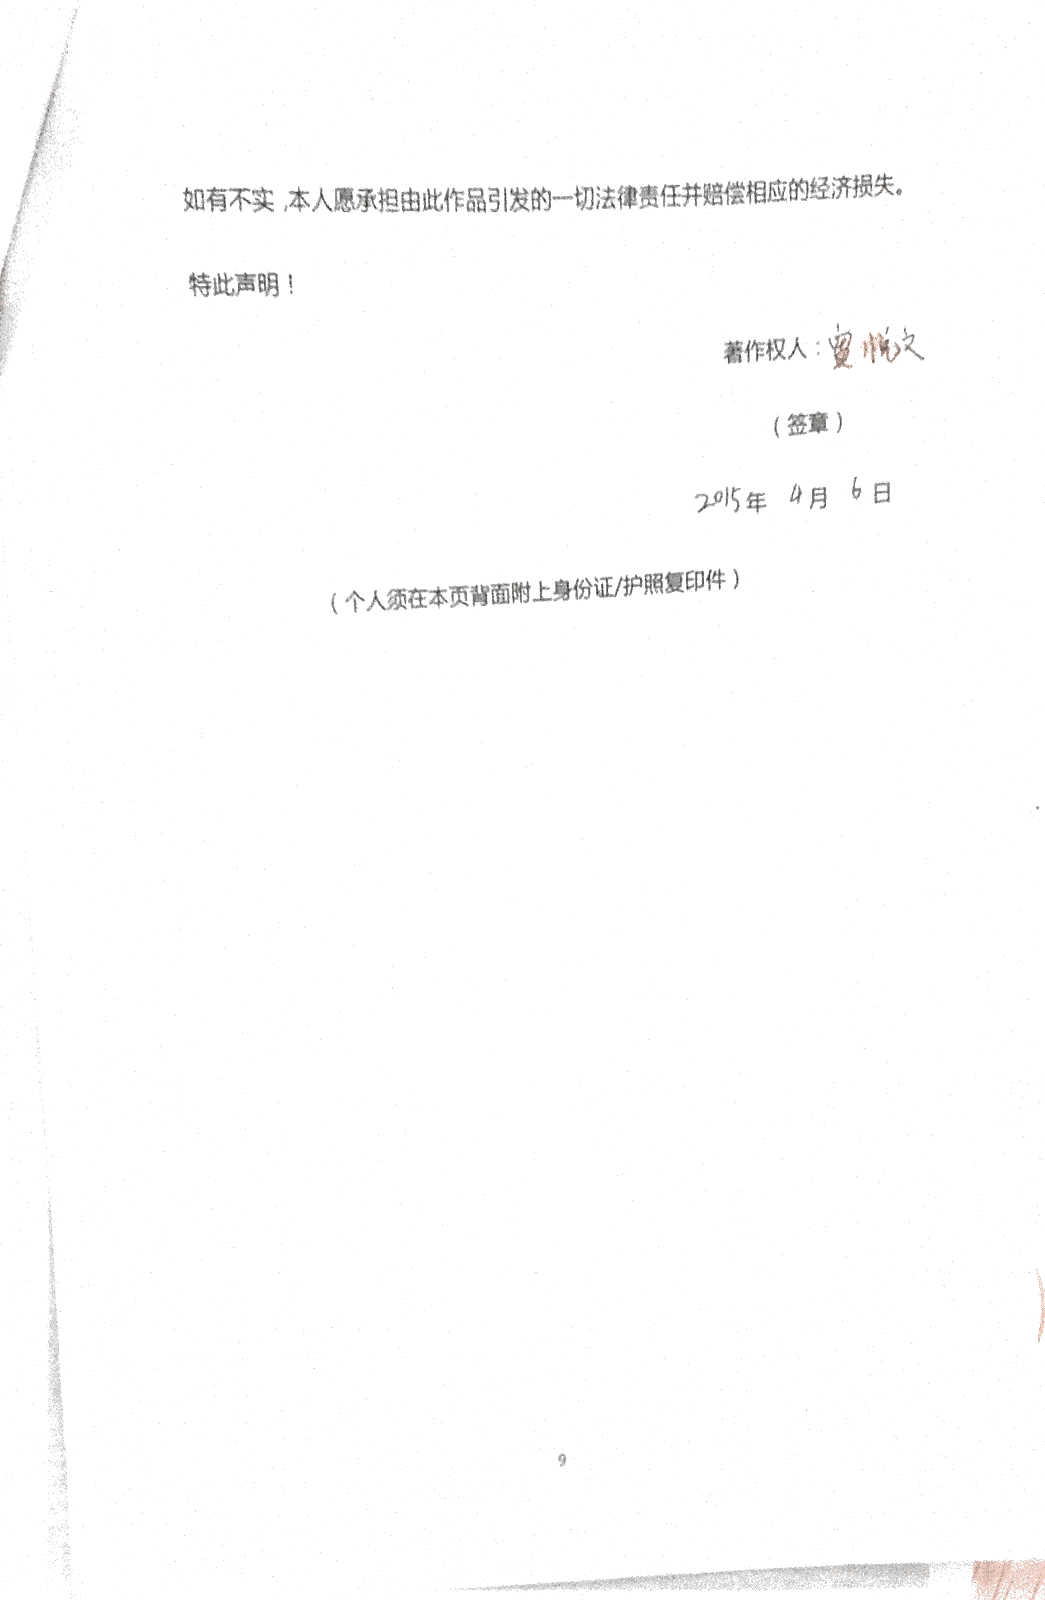 如有不实，本人愿承担由此作品引发的一切法律责任并赔偿相应的经济损失。
特此声明！
著作权人：悦文
（签章）
2015年 4月 6日
（个人须在本页背面附上身份证/护照复印件）
9